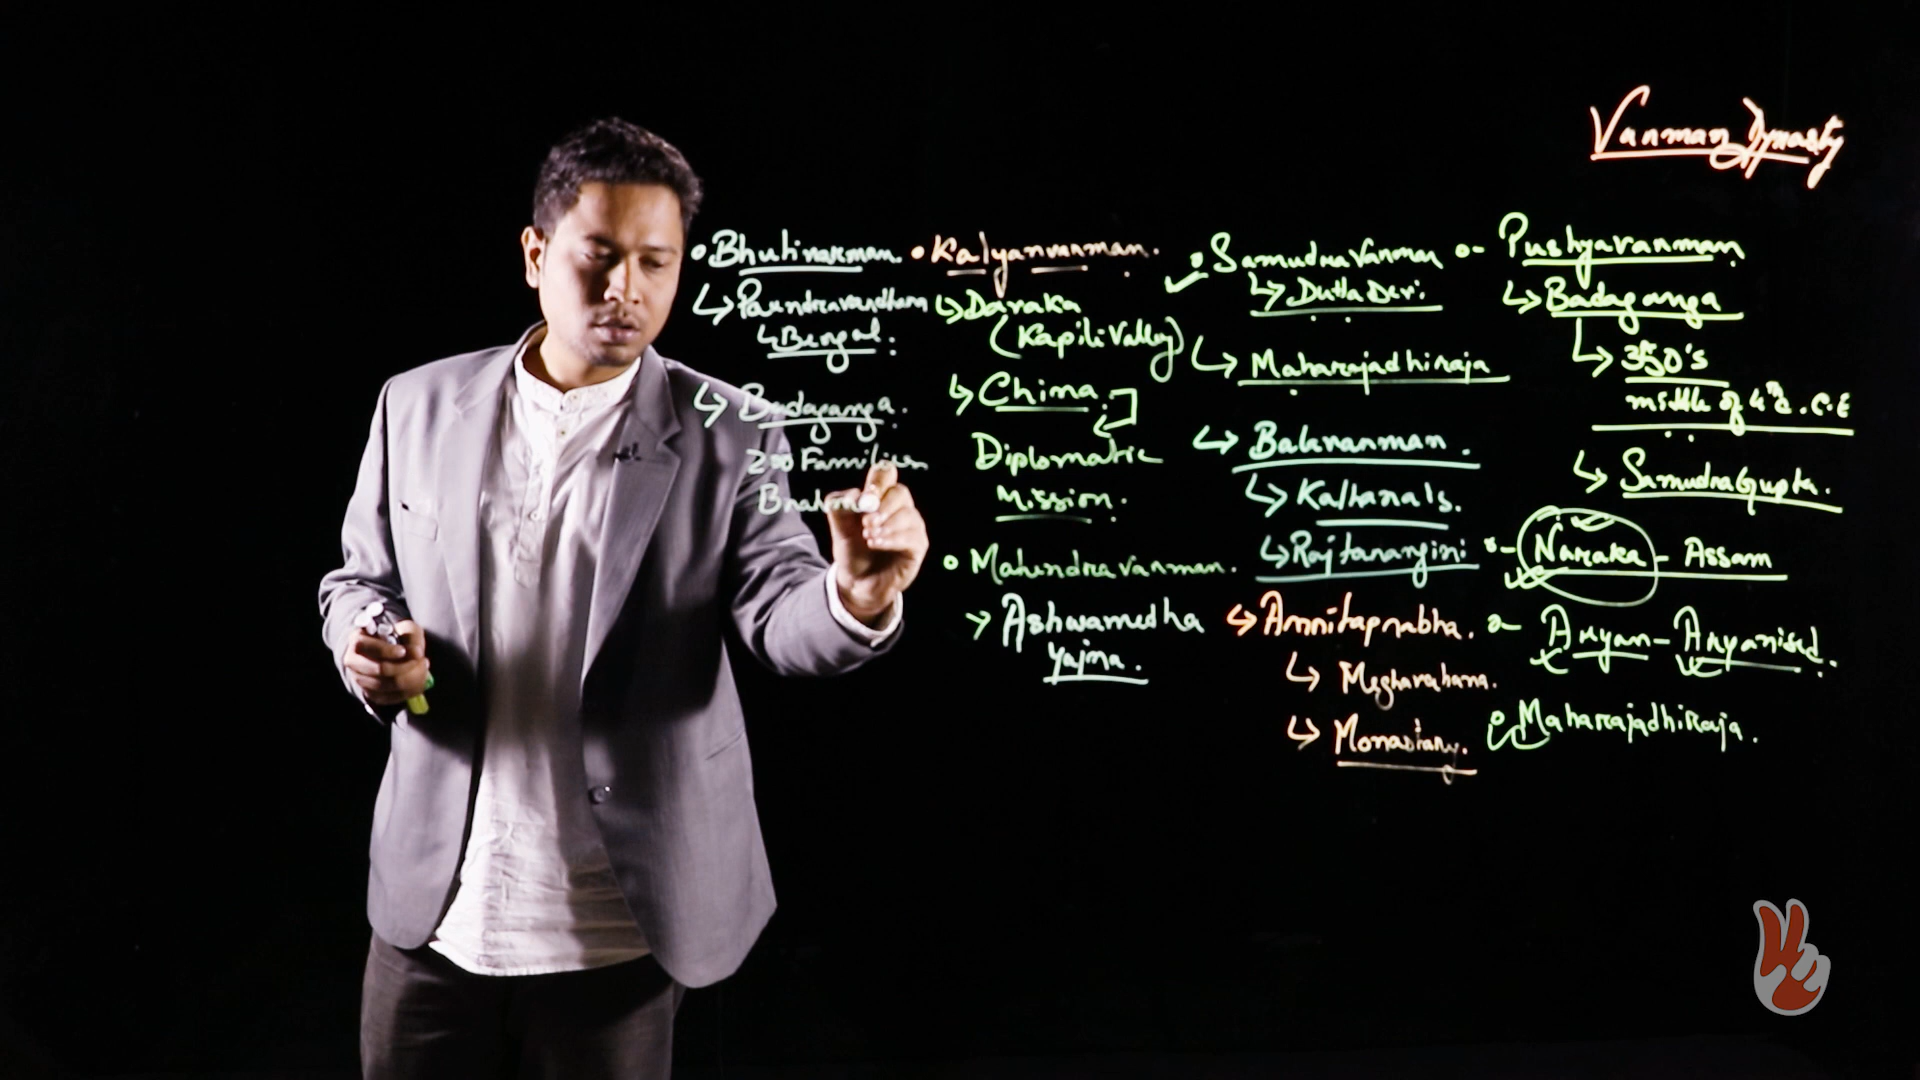 Varman Dynasty
• Bhutivarman
↳ Paundravardhana
↳ Bengal.
↳ Badaganga.
200 Families
Brahma
• Kalyanvarman.
↳ Davaka
(Kapili Valley)
↳ China.
Diplomatic
Mission.
• Mahendravarman.
> Ashwamedha
Yajna.
• Samudravarman
↳ Dutta Devi.
↳ Maharajadhiraja
↳ Balavarman.
↳ Kalhana's.
↳ Rajtarangini
↳ Amritaprabha.
↳ Meghavahana.
↳ Monastary.
- Pushyavarman
↳ Badaganga
↳ 350's
middle of 4th c. C.E
↳ SamudraGupta.
- Naraka - Assam
- Aryan - Aryanised.
Maharajadhiraja.